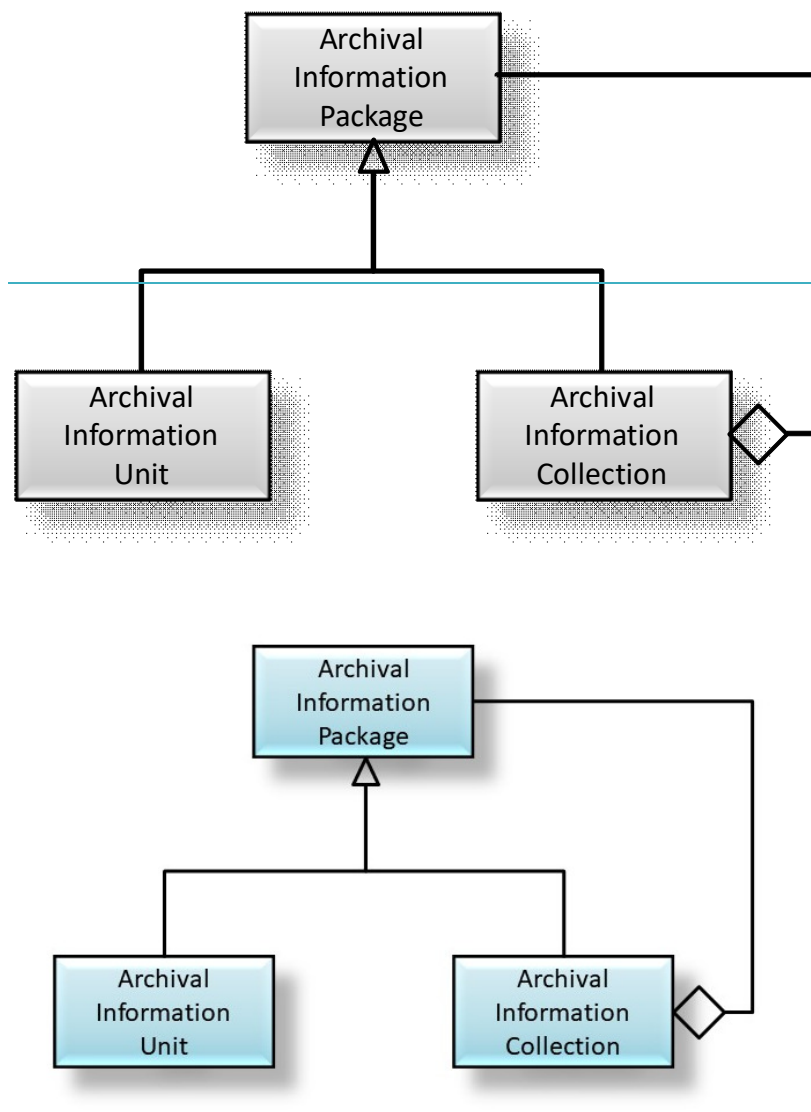 Archival
Information
Package
Archival
Information
Unit
Archival
Information
Collection
Archival
Information
Package
Archival
Information
Unit
Archival
Information
Collection